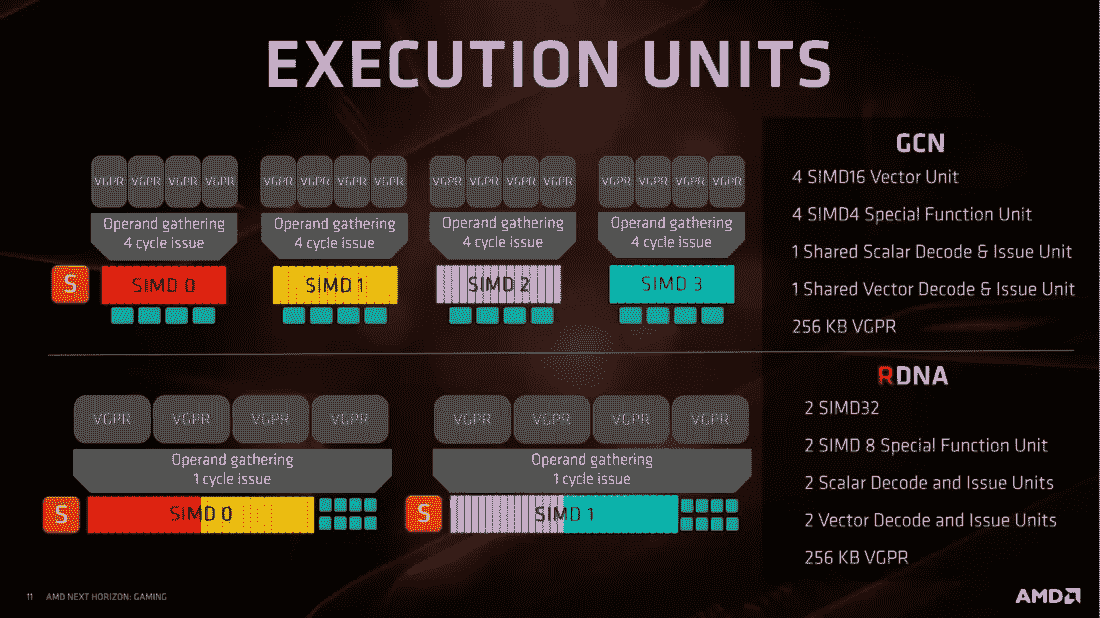 EXECUTION UNITS
VGPR VGPR VGPR VGPR
VGPR VGPR VGPR VGPR
VGPR VGPR VGPR VGPR
VGPR VGPR VGPR VGPR
Operand gathering
4 cycle issue
Operand gathering
4 cycle issue
Operand gathering
4 cycle issue
Operand gathering
4 cycle issue
S
SIMD 0
SIMD 1
SIMD 2
SIMD 3
GCN
4 SIMD16 Vector Unit
4 SIMD4 Special Function Unit
1 Shared Scalar Decode & Issue Unit
1 Shared Vector Decode & Issue Unit
256 KB VGPR
VGPR VGPR VGPR VGPR
VGPR VGPR VGPR VGPR
Operand gathering
1 cycle issue
Operand gathering
1 cycle issue
S
SIMD 0
S
SIMD 1
RDNA
2 SIMD32
2 SIMD 8 Special Function Unit
2 Scalar Decode and Issue Units
2 Vector Decode and Issue Units
256 KB VGPR
11 AMD NEXT HORIZON: GAMING
AMD